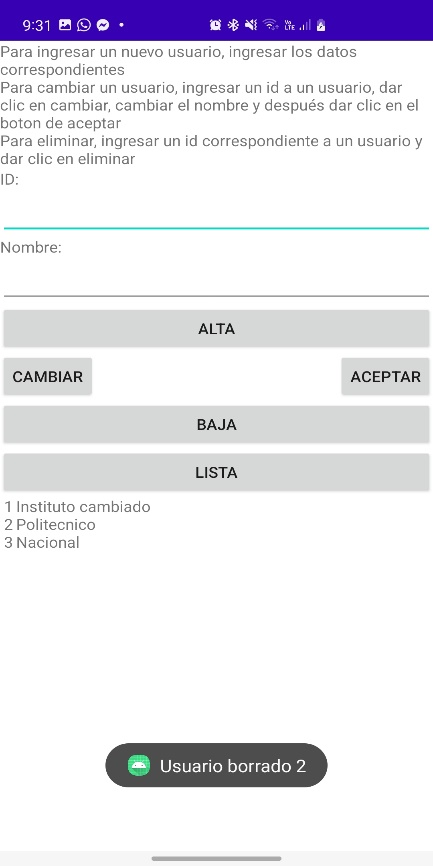 9:31
Vo
LTE
Para ingresar un nuevo usuario, ingresar los datos
correspondientes
Para cambiar un usuario, ingresar un id a un usuario, dar
clic en cambiar, cambiar el nombre y después dar clic en el
boton de aceptar
Para eliminar, ingresar un id correspondiente a un usuario y
dar clic en eliminar
ID:
Nombre:
ALTA
CAMBIAR ACEPTAR
BAJA
LISTA
1 Instituto cambiado
2 Politecnico
3 Nacional
Usuario borrado 2